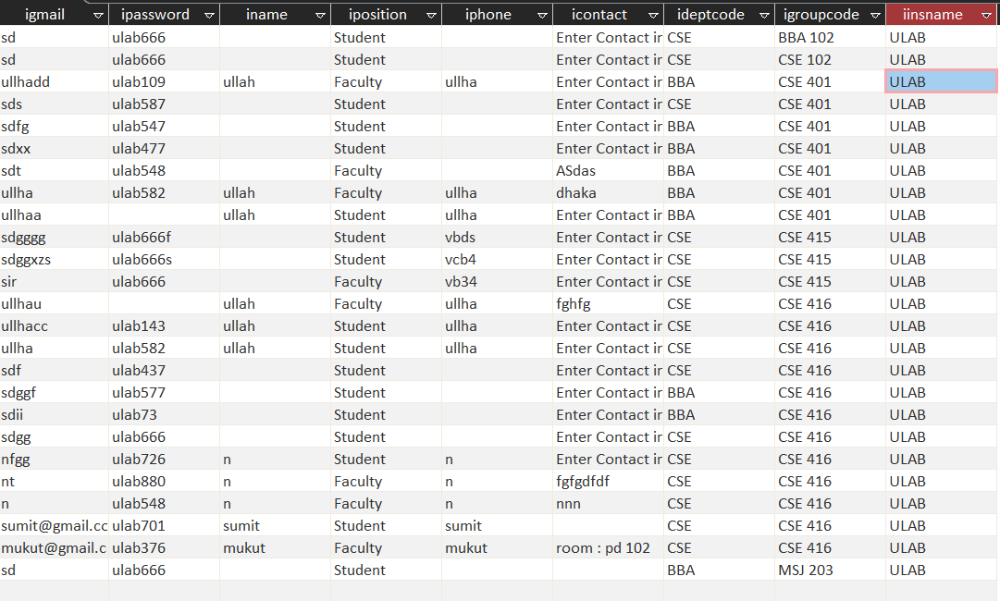 igmail ipassword iname iposition iphone icontact ideptcode igroupcode iinsname
sd ulab666 Student Enter Contact ir CSE BBA 102 ULAB
sd ulab666 Student Enter Contact ir CSE CSE 102 ULAB
ullhadd ulab109 ullah Faculty ullha Enter Contact ir BBA CSE 401 ULAB
sds ulab587 Student Enter Contact ir CSE CSE 401 ULAB
sdfg ulab547 Student Enter Contact ir BBA CSE 401 ULAB
sdxx ulab477 Student Enter Contact ir BBA CSE 401 ULAB
sdt ulab548 Faculty ASdas BBA CSE 401 ULAB
ullha ulab582 ullah Faculty ullha dhaka BBA CSE 401 ULAB
ullhaa ullah Student ullha Enter Contact ir BBA CSE 401 ULAB
sdgggg ulab666f Student vbds Enter Contact ir CSE CSE 415 ULAB
sdggxzs ulab666s Student vcb4 Enter Contact ir CSE CSE 415 ULAB
sir ulab666 Faculty vb34 Enter Contact ir CSE CSE 415 ULAB
ullhau ullah Faculty ullha fghfg CSE CSE 416 ULAB
ullhacc ulab143 ullah Student ullha Enter Contact ir CSE CSE 416 ULAB
ullha ulab582 ullah Student ullha Enter Contact ir CSE CSE 416 ULAB
sdf ulab437 Student Enter Contact ir CSE CSE 416 ULAB
sdggf ulab577 Student Enter Contact ir BBA CSE 416 ULAB
sdii ulab73 Student Enter Contact ir BBA CSE 416 ULAB
sdgg ulab666 Student Enter Contact ir CSE CSE 416 ULAB
nfgg ulab726 n Student n Enter Contact ir CSE CSE 416 ULAB
nt ulab880 n Faculty n fgfgdfdf CSE CSE 416 ULAB
n ulab548 n Faculty n nnn CSE CSE 416 ULAB
sumit@gmail.cc ulab701 sumit Student sumit CSE CSE 416 ULAB
mukut@gmail.c ulab376 mukut Faculty mukut room : pd 102 CSE CSE 416 ULAB
sd ulab666 Student BBA MSJ 203 ULAB